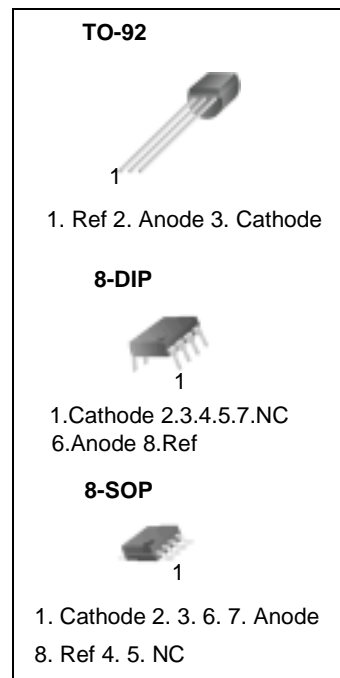 TO-92
1
1. Ref 2. Anode 3. Cathode
8-DIP
1
1.Cathode 2.3.4.5.7.NC
6.Anode 8.Ref
8-SOP
1
1. Cathode 2. 3. 6. 7. Anode
8. Ref 4. 5. NC